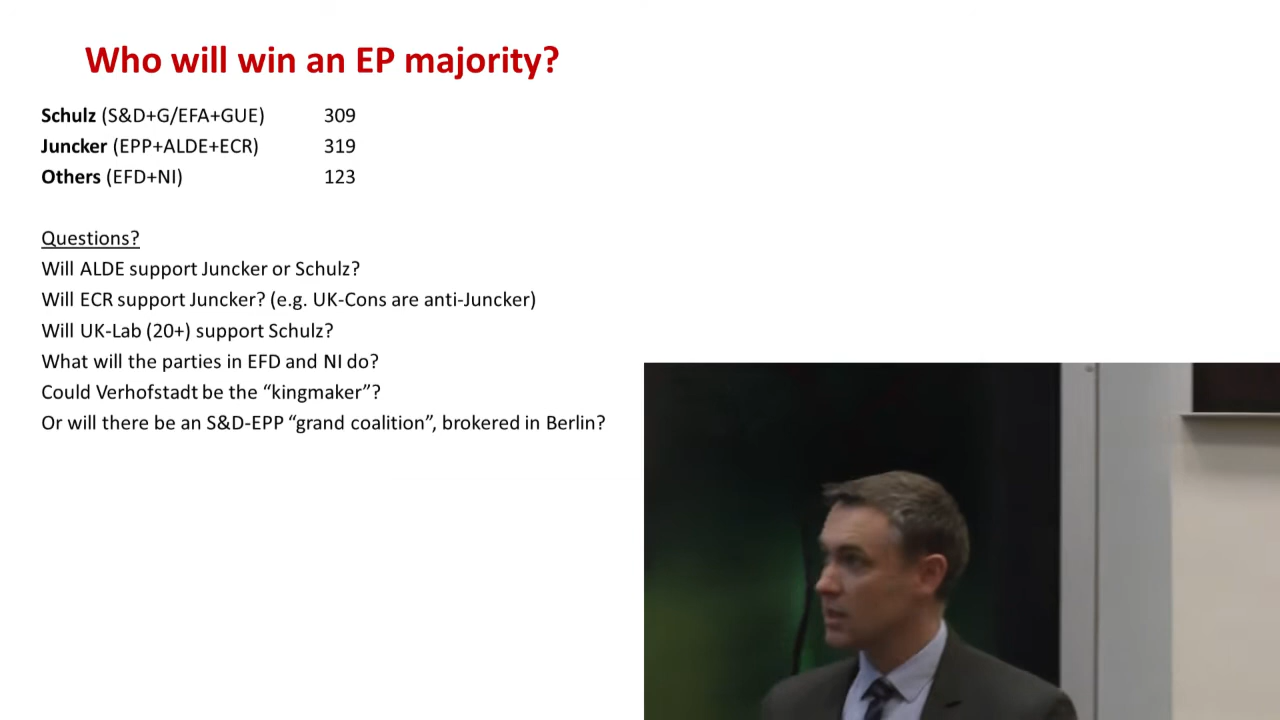 Who will win an EP majority?
Schulz (S&D+G/EFA+GUE) 309
Juncker (EPP+ALDE+ECR) 319
Others (EFD+NI) 123
Questions?
Will ALDE support Juncker or Schulz?
Will ECR support Juncker? (e.g. UK-Cons are anti-Juncker)
Will UK-Lab (20+) support Schulz?
What will the parties in EFD and NI do?
Could Verhofstadt be the “kingmaker”?
Or will there be an S&D-EPP “grand coalition”, brokered in Berlin?